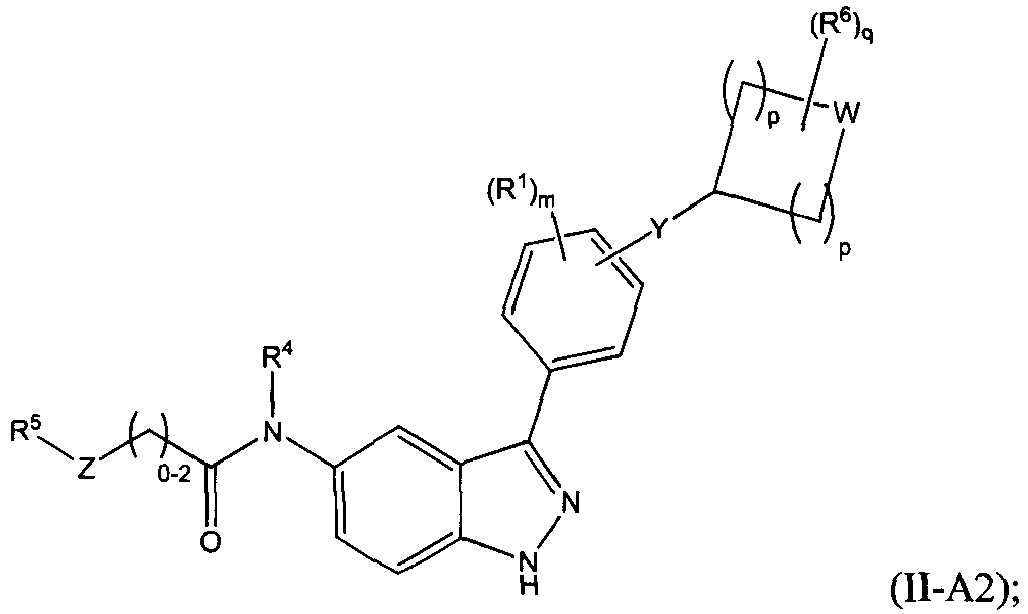 (R⁶)q
( )p
W
(R¹)m
Y
( )p
R⁴
R⁵
Z
( )0-2
N
O
N
N
H
(II-A2);